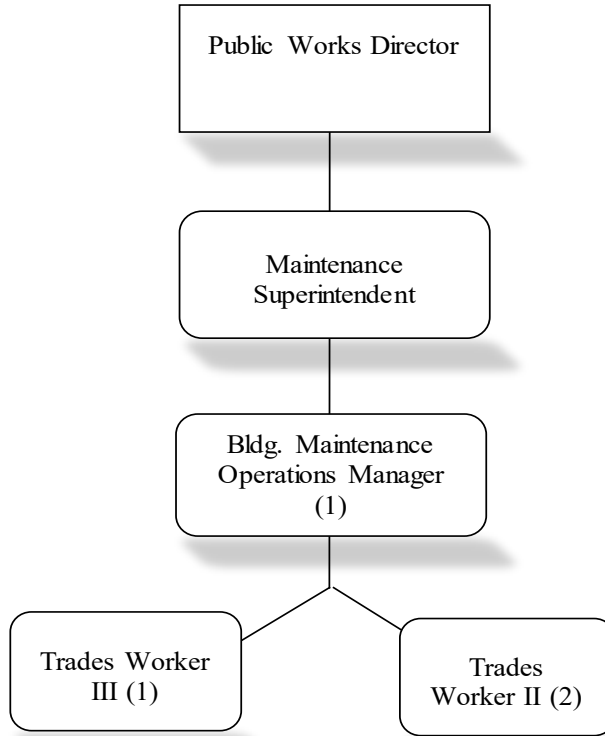 Public Works Director
Maintenance
Superintendent
Bldg. Maintenance
Operations Manager
(1)
Trades Worker
III (1)
Trades
Worker II (2)